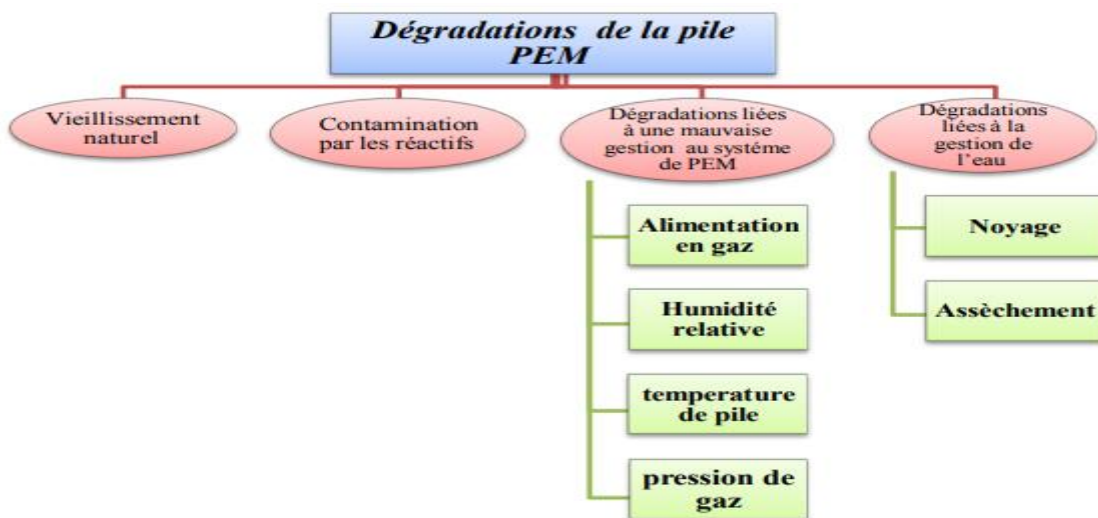 Dégradations de la pile
PEM
Vieillissement
naturel
Contamination
par les réactifs
Dégradations liées
à une mauvaise
gestion au systéme
de PEM
Dégradations
liées à la
gestion de
l'eau
Alimentation
en gaz
Humidité
relative
temperature
de pile
pression de
gaz
Noyage
Assèchement